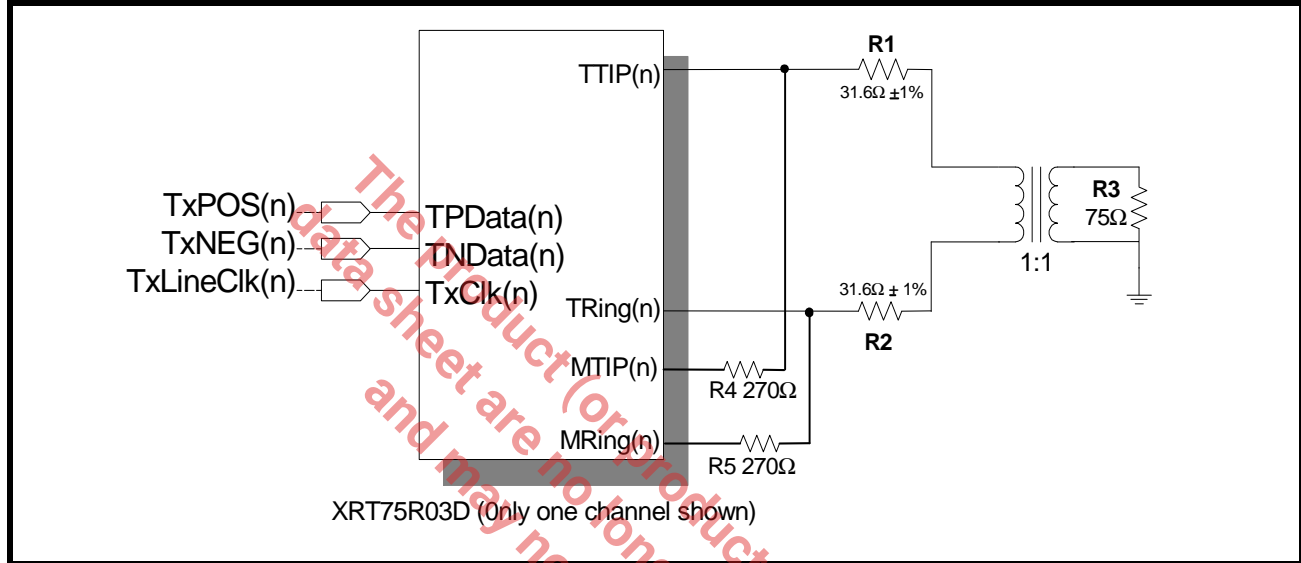 R1
TTIP(n)
31.6Ω ±1%
TxPOS(n)
TPData(n)
R3
75Ω
TxNEG(n)
TNData(n)
TxLineClk(n)
TxClk(n)
1:1
31.6Ω ± 1%
TRing(n)
R2
MTIP(n)
R4 270Ω
MRing(n)
R5 270Ω
XRT75R03D (0nly one channel shown)
The product (or product
data sheet are no lon
and may no